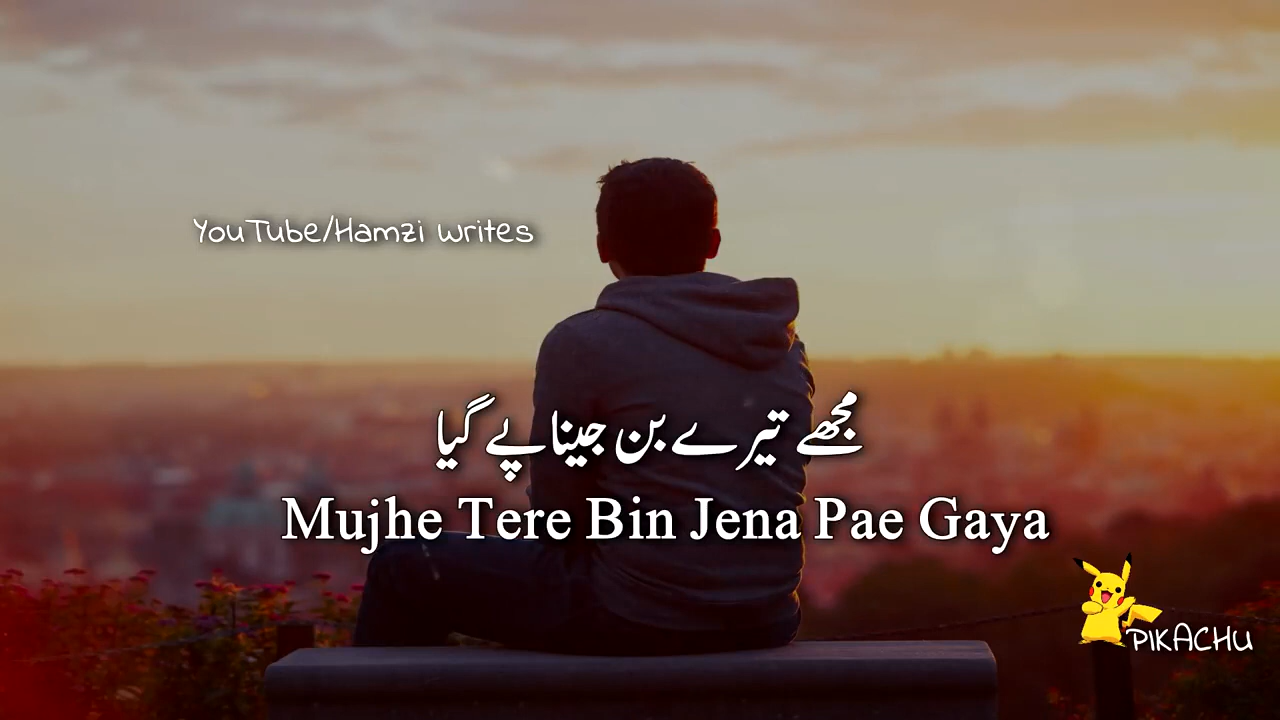 YouTube/Hamzi writes
مجھے تیرے بن جینا پے گیا
Mujhe Tere Bin Jena Pae Gaya
PIKACHU